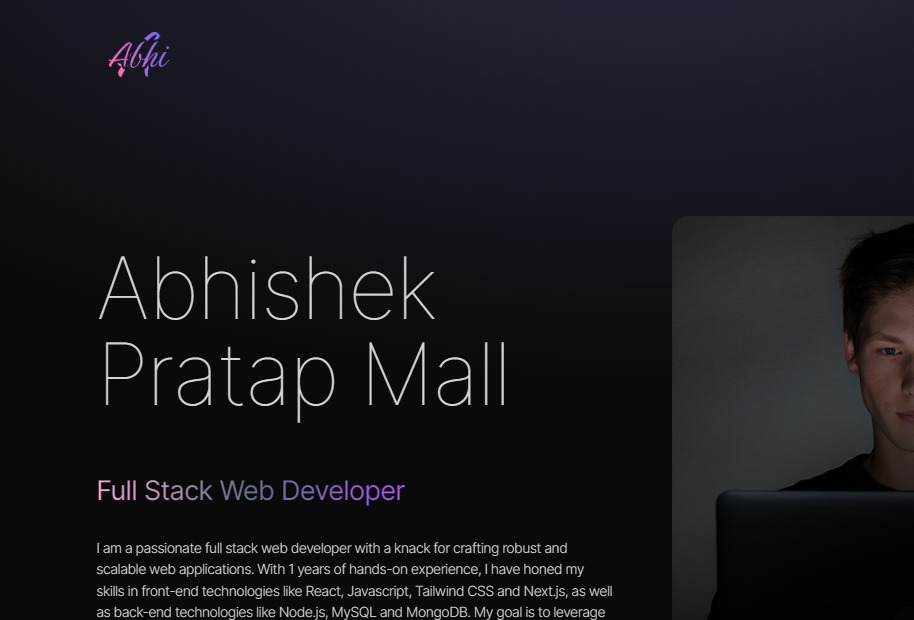 Abhi
Abhishek
Pratap Mall
Full Stack Web Developer
I am a passionate full stack web developer with a knack for crafting robust and
scalable web applications. With 1 years of hands-on experience, I have honed my
skills in front-end technologies like React, Javascript, Tailwind CSS and Next.js, as well
as back-end technologies like Node.js, MySQL and MongoDB. My goal is to leverage